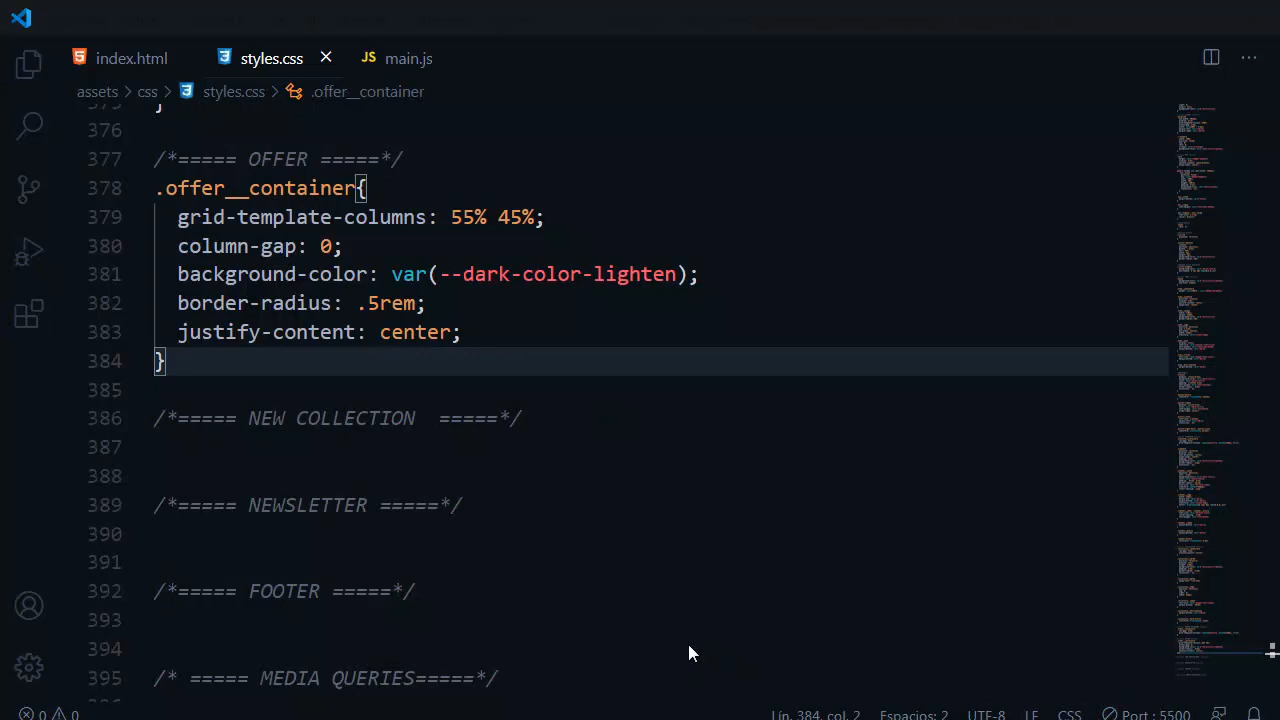 index.html styles.css JS main.js
assets > css > styles.css > .offer__container
376
377 /*===== OFFER =====*/
378 .offer__container{
379 grid-template-columns: 55% 45%;
380 column-gap: 0;
381 background-color: var(--dark-color-lighten);
382 border-radius: .5rem;
383 justify-content: center;
384 }
385
386 /*===== NEW COLLECTION  =====*/
387
388
389 /*===== NEWSLETTER =====*/
390
391
392 /*===== FOOTER =====*/
393
394
395 /* ===== MEDIA QUERIES=====*/
0 0 Lín. 384, col. 2 Espacios: 2 UTF-8 LF CSS Port : 5500